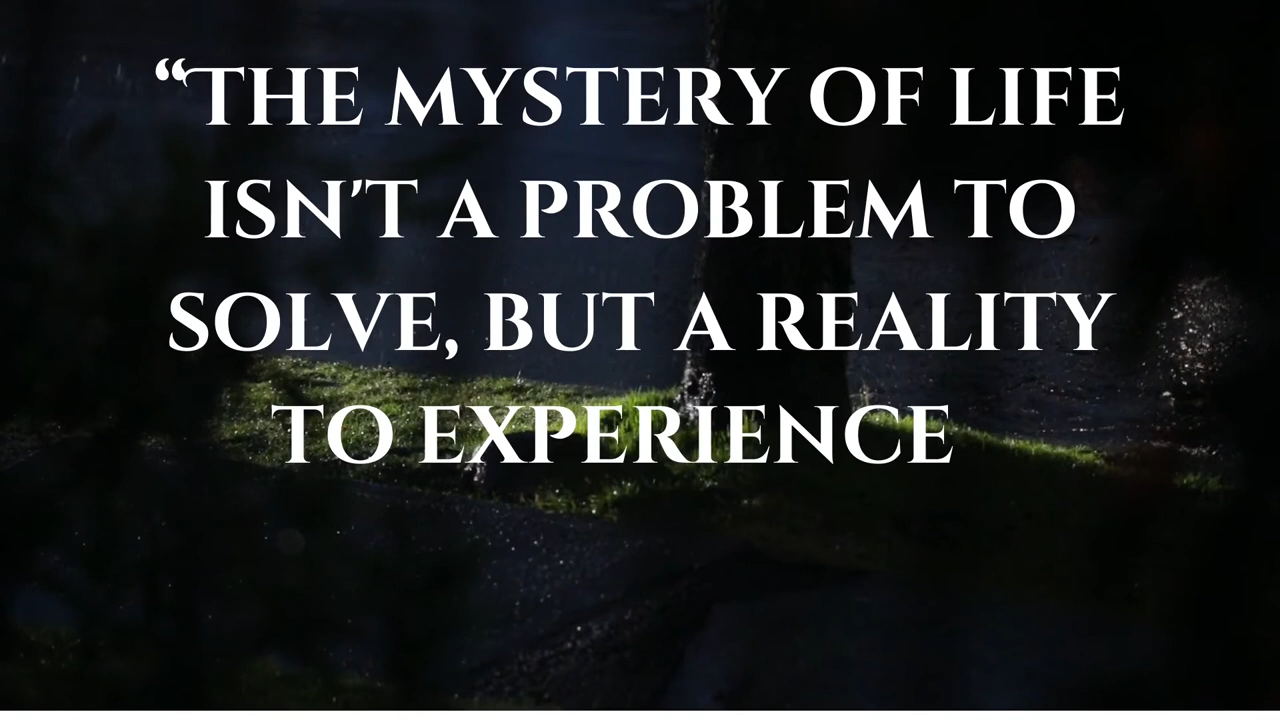 “THE MYSTERY OF LIFE
ISN'T A PROBLEM TO
SOLVE, BUT A REALITY
TO EXPERIENCE